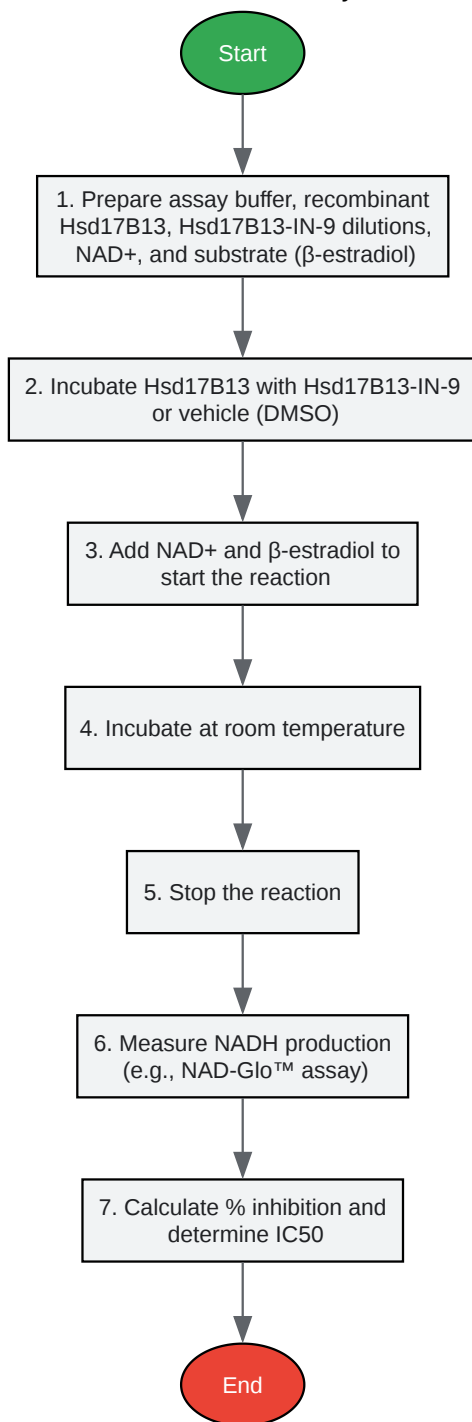 Start
1. Prepare assay buffer, recombinant
Hsd17B13, Hsd17B13-IN-9 dilutions,
NAD+, and substrate (β-estradiol)
2. Incubate Hsd17B13 with Hsd17B13-IN-9
or vehicle (DMSO)
3. Add NAD+ and β-estradiol to
start the reaction
4. Incubate at room temperature
5. Stop the reaction
6. Measure NADH production
(e.g., NAD-Glo™ assay)
7. Calculate % inhibition and
determine IC50
End